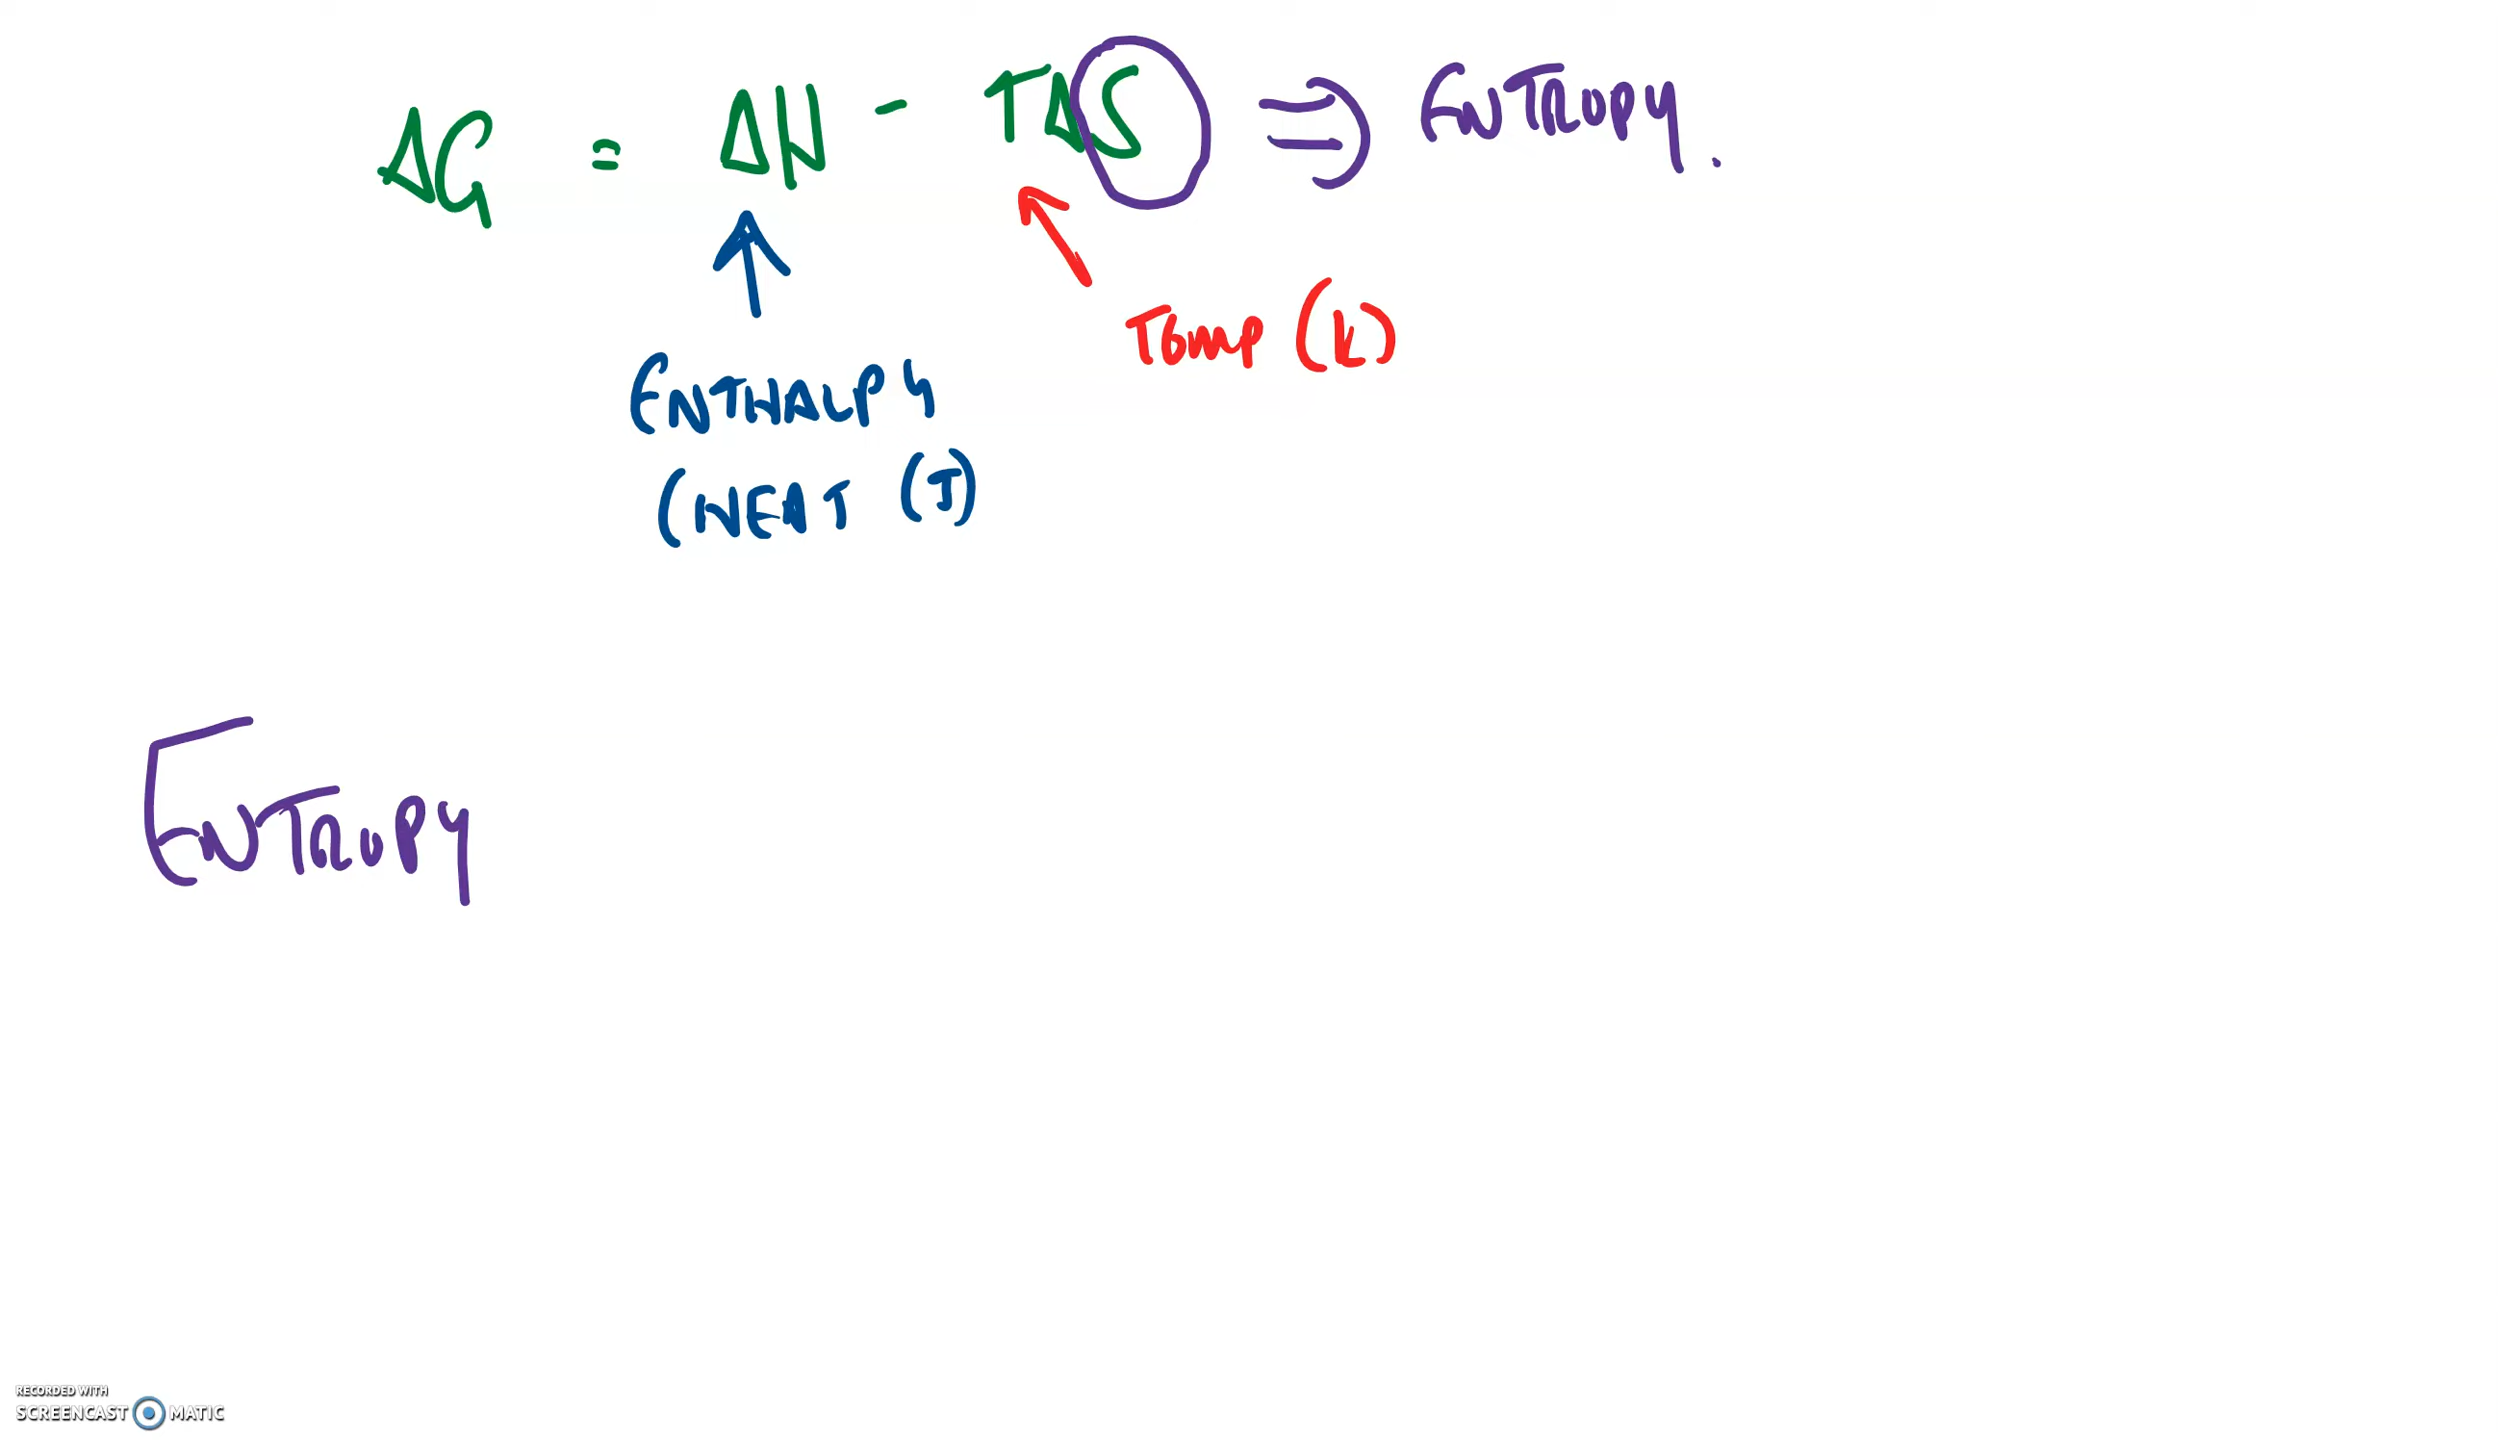 ΔG = ΔH - TΔS ⇒ ENTROPY.
TEMP (K)
ENTHALPY
(HEAT (J)
ENTROPY
RECORDED WITH
SCREENCAST MATIC